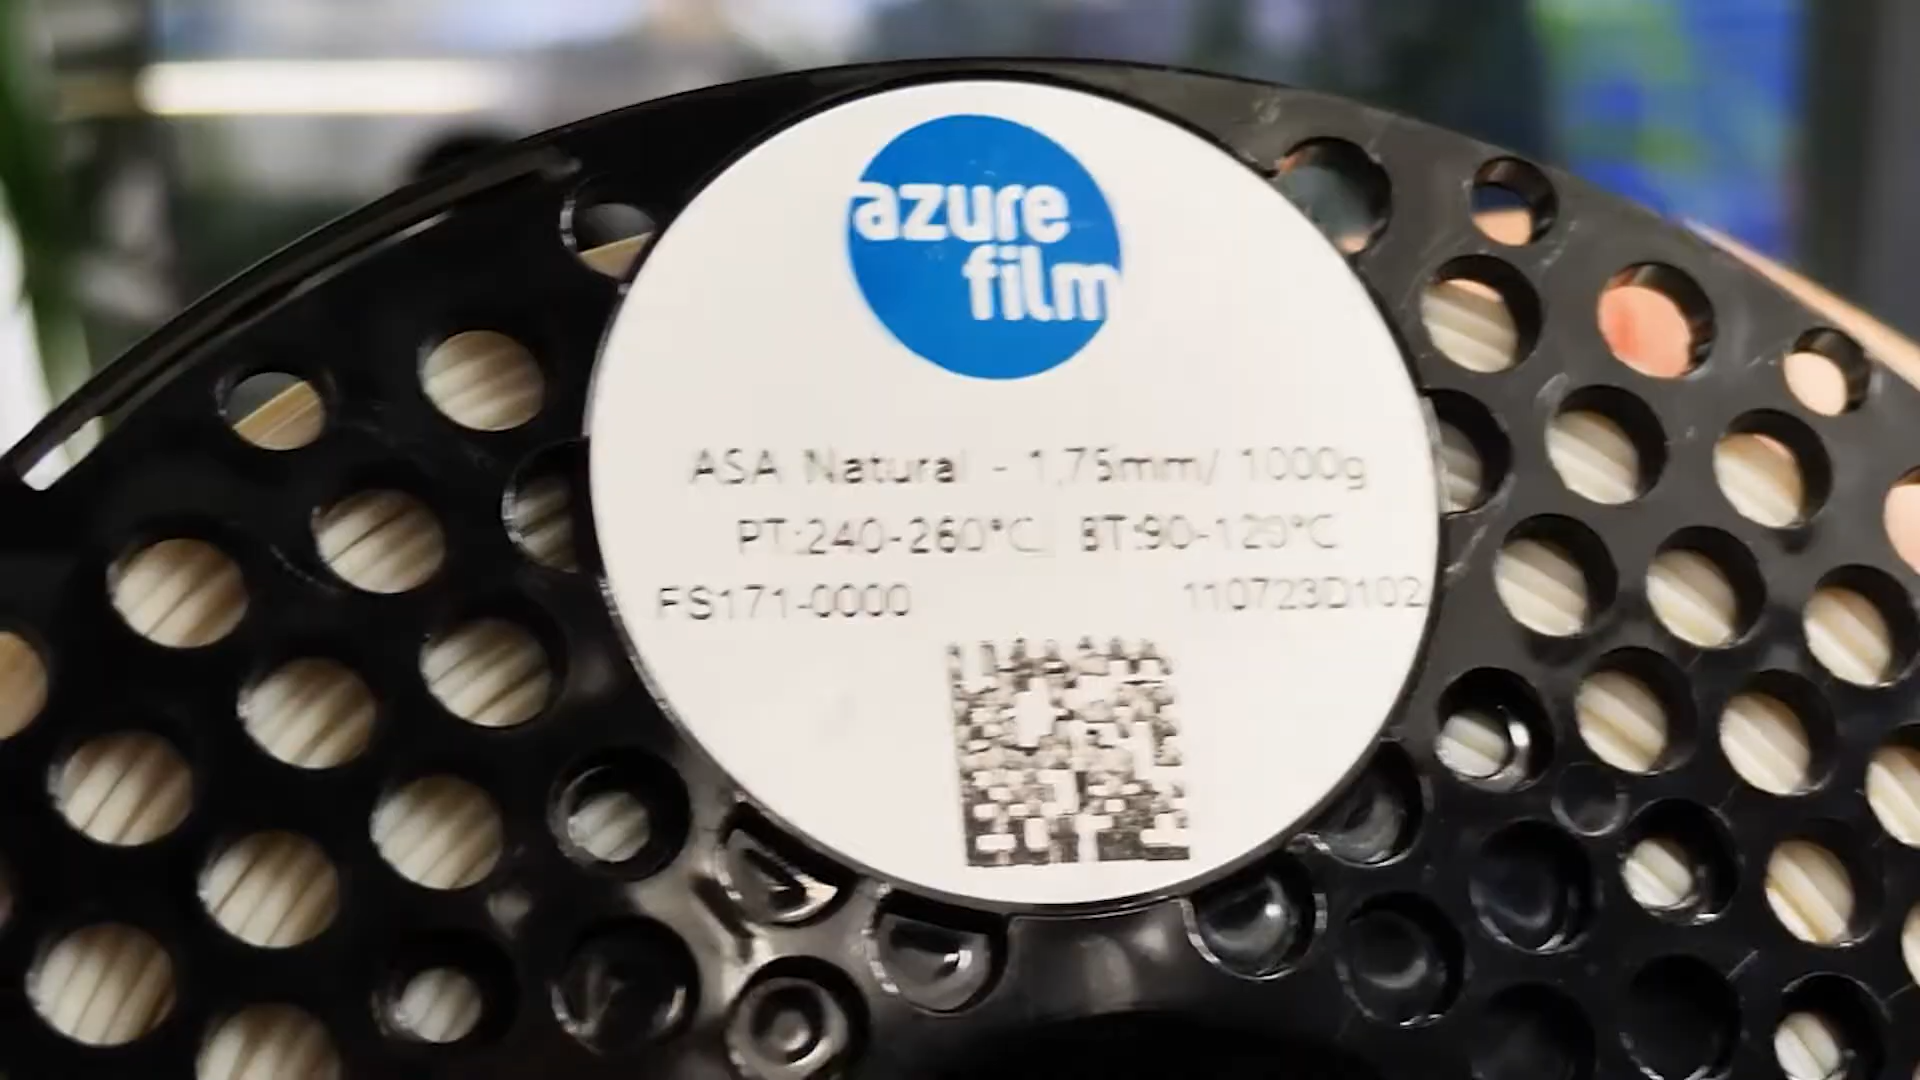 azure
film
ASA Natural - 1,75mm/ 1000g
PT:240-260°C BT:90-120°C
FS171-0000 110723D102